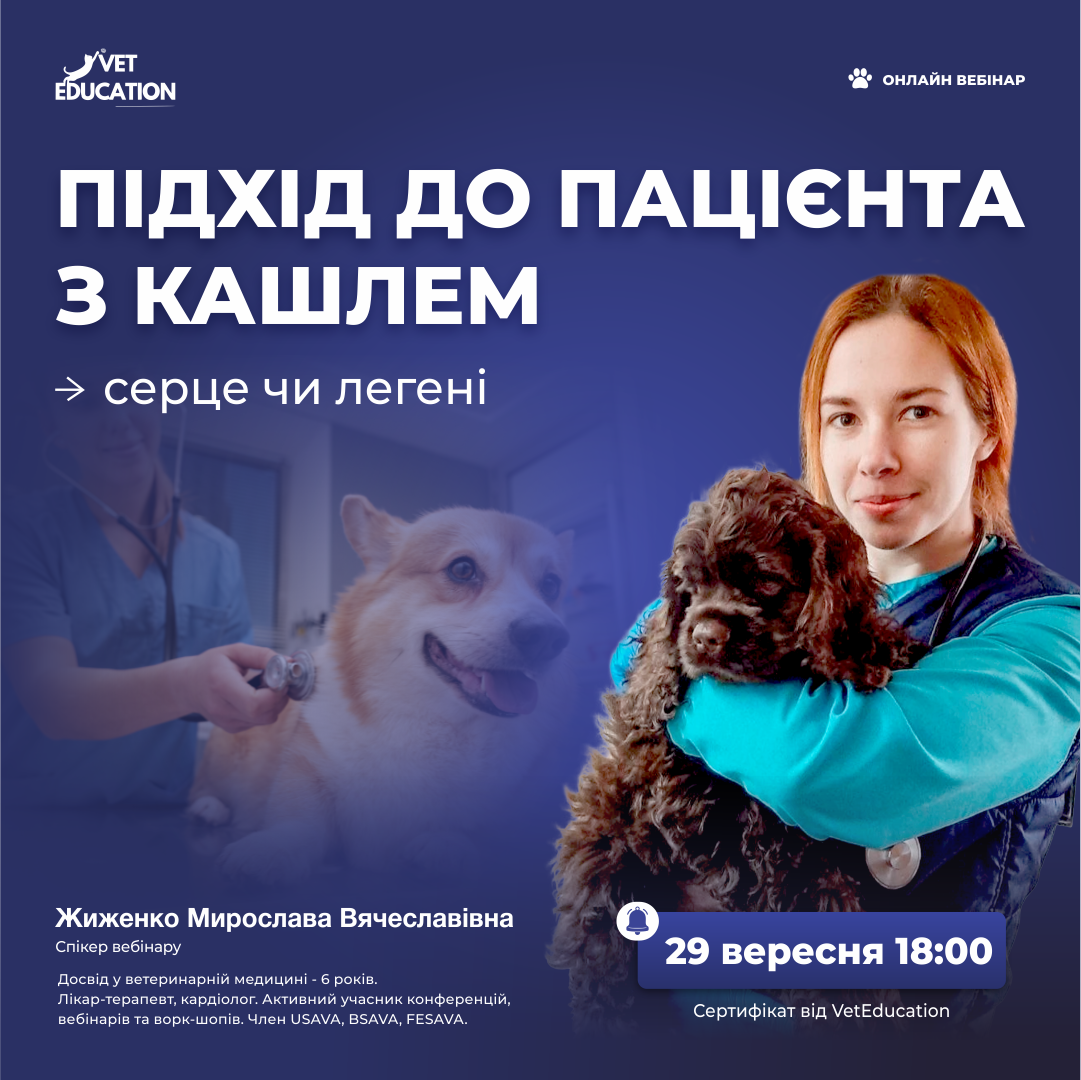 VET
EDUCATION
ОНЛАЙН ВЕБІНАР
ПІДХІД ДО ПАЦІЄНТА
З КАШЛЕМ
→ серце чи легені
Жиженко Мирослава Вячеславівна
Спікер вебінару
Досвід у ветеринарній медицині - 6 років.
Лікар-терапевт, кардіолог. Активний учасник конференцій,
вебінарів та ворк-шопів. Член USAVA, BSAVA, FESAVA.
29 вересня 18:00
Сертифікат від VetEducation